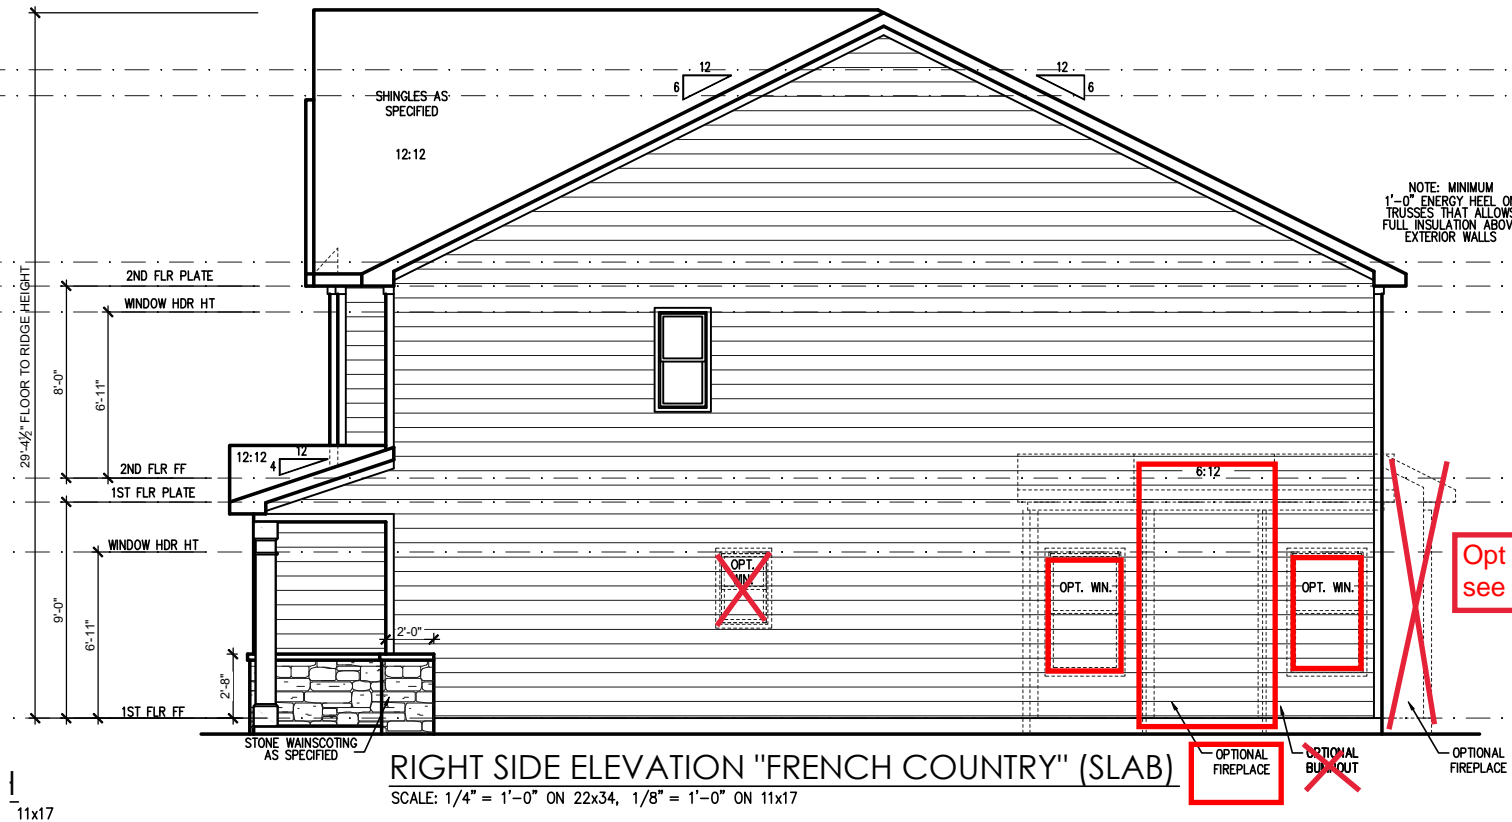 12
6
12
6
SHINGLES AS
SPECIFIED
12:12
NOTE: MINIMUM
1'-0" ENERGY HEEL ON
TRUSSES THAT ALLOWS
FULL INSULATION ABOV
EXTERIOR WALLS
29'-4½" FLOOR TO RIDGE HEIGHT
2ND FLR PLATE
WINDOW HDR HT
8'-0"
6'-11"
12:12
12
4
2ND FLR FF
1ST FLR PLATE
6:12
WINDOW HDR HT
9'-0"
6'-11"
OPT.
WIN.
OPT. WIN.
OPT. WIN.
Opt
see
2'-0"
2'-8"
1ST FLR FF
STONE WAINSCOTING
AS SPECIFIED
OPTIONAL
FIREPLACE
OPTIONAL
BUMPOUT
OPTIONAL
FIREPLACE
RIGHT SIDE ELEVATION "FRENCH COUNTRY" (SLAB)
SCALE: 1/4" = 1'-0" ON 22x34, 1/8" = 1'-0" ON 11x17
11x17